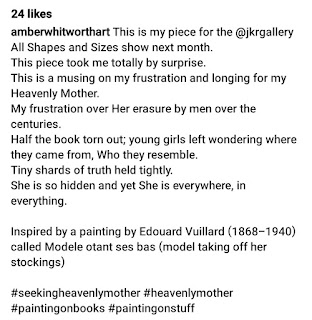 24 likes
amberwhitworthart This is my piece for the @jkrgallery
All Shapes and Sizes show next month.
This piece took me totally by surprise.
This is a musing on my frustration and longing for my
Heavenly Mother.
My frustration over Her erasure by men over the
centuries.
Half the book torn out; young girls left wondering where
they came from, Who they resemble.
Tiny shards of truth held tightly.
She is so hidden and yet She is everywhere, in
everything.

Inspired by a painting by Edouard Vuillard (1868–1940)
called Modele otant ses bas (model taking off her
stockings)

#seekingheavenlymother #heavenlymother
#paintingonbooks #paintingonstuff